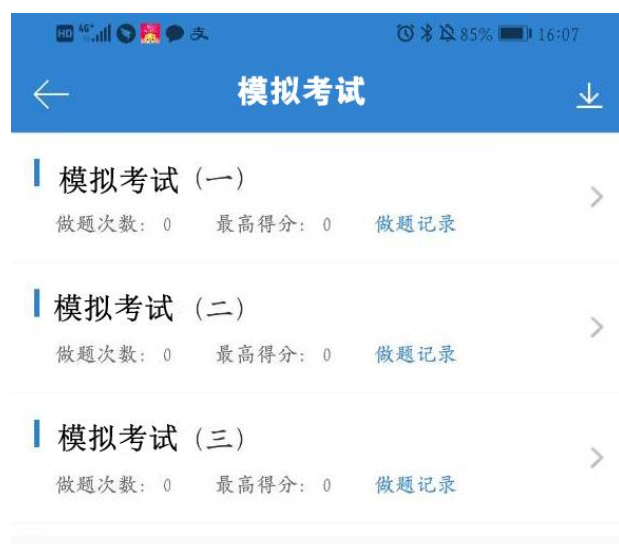 HD 46+ 支 85% 16:07
模拟考试
模拟考试（一）
做题次数：0 最高得分：0 做题记录
模拟考试（二）
做题次数：0 最高得分：0 做题记录
模拟考试（三）
做题次数：0 最高得分：0 做题记录